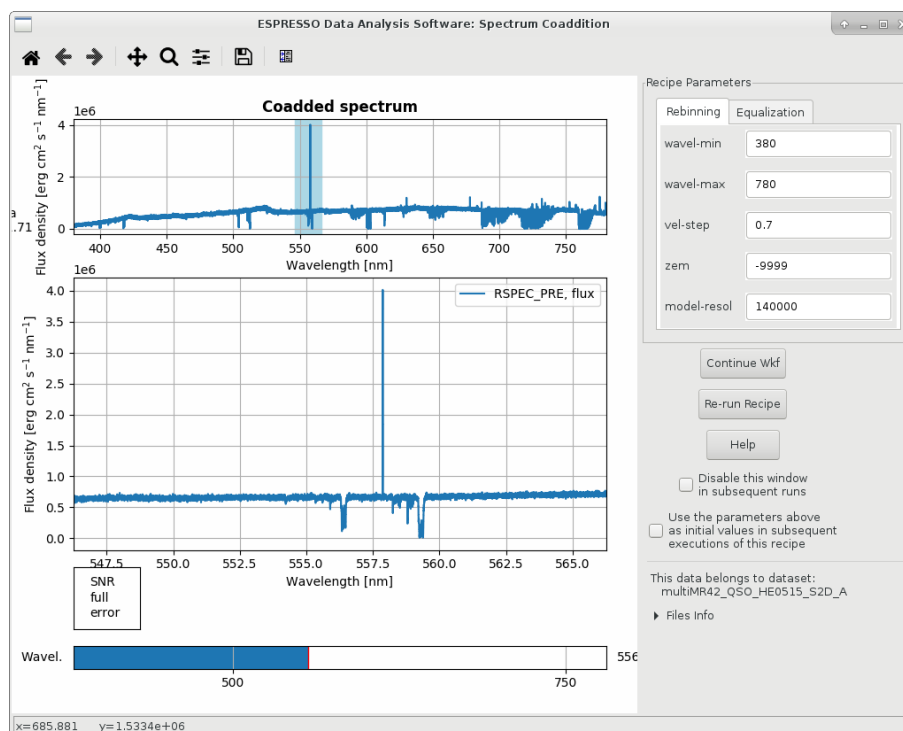 ESPRESSO Data Analysis Software: Spectrum Coaddition
Coadded spectrum
1e6
Flux density [erg cm² s⁻¹ nm⁻¹]
4
2
0
a
.71
400 450 500 550 600 650 700 750
Wavelength [nm]
1e6
Flux density [erg cm² s⁻¹ nm⁻¹]
RSPEC_PRE, flux
4.0
3.5
3.0
2.5
2.0
1.5
1.0
0.5
0.0
547.5 550.0 552.5 555.0 557.5 560.0 562.5 565.0
Wavelength [nm]
SNR
full
error
Wavel.
556
500 750
x=685.881 y=1.5334e+06
Recipe Parameters
Rebinning Equalization
wavel-min 380
wavel-max 780
vel-step 0.7
zem -9999
model-resol 140000
Continue Wkf
Re-run Recipe
Help
Disable this window
in subsequent runs
Use the parameters above
as initial values in subsequent
executions of this recipe
This data belongs to dataset:
multiMR42_QSO_HE0515_S2D_A
Files Info